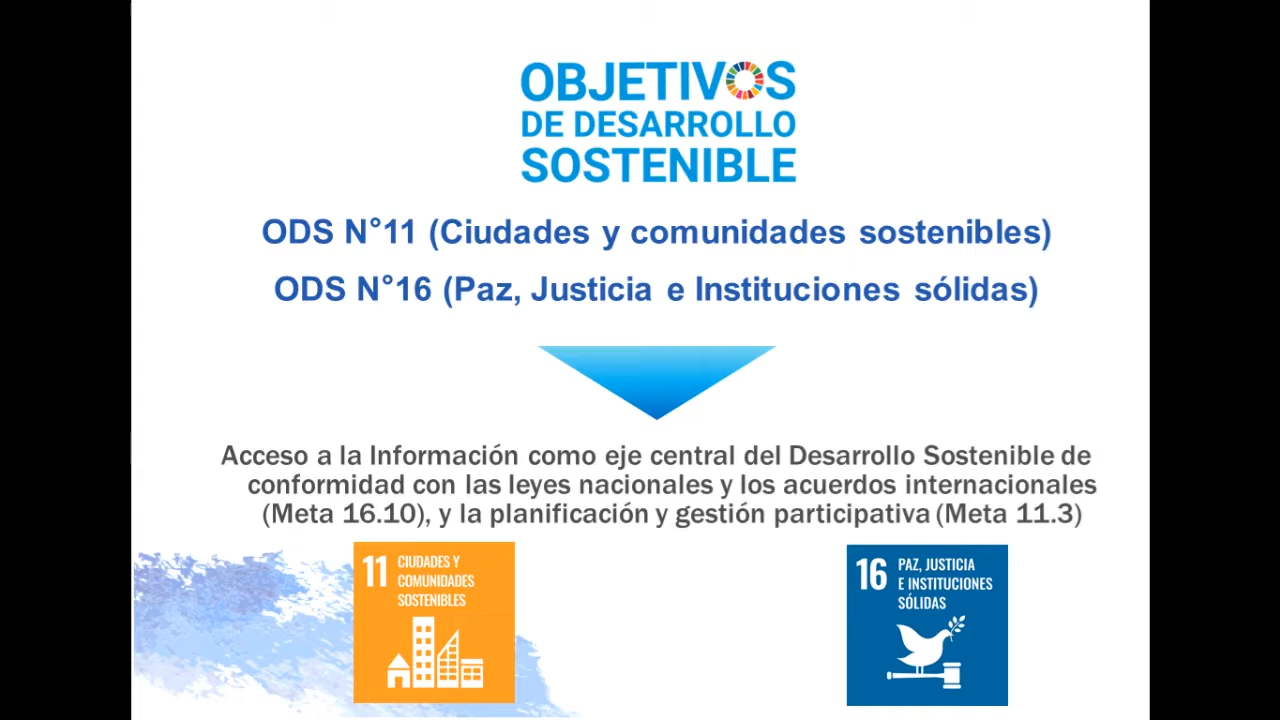 OBJETIVOS
DE DESARROLLO
SOSTENIBLE
ODS N°11 (Ciudades y comunidades sostenibles)
ODS N°16 (Paz, Justicia e Instituciones sólidas)
Acceso a la Información como eje central del Desarrollo Sostenible de
conformidad con las leyes nacionales y los acuerdos internacionales
(Meta 16.10), y la planificación y gestión participativa (Meta 11.3)
11 CIUDADES Y
COMUNIDADES
SOSTENIBLES
16 PAZ, JUSTICIA
E INSTITUCIONES
SÓLIDAS